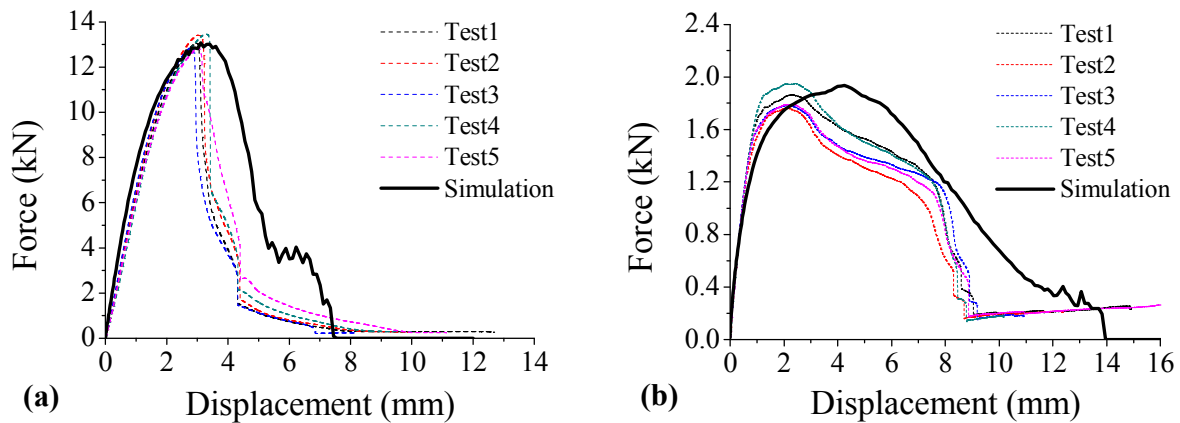 14
12
10
8
6
4
2
0
Force (kN)
0 2 4 6 8 10 12 14
Displacement (mm)
Test1
Test2
Test3
Test4
Test5
Simulation
(a)
2.4
2.0
1.6
1.2
0.8
0.4
0.0
Force (kN)
0 2 4 6 8 10 12 14 16
Displacement (mm)
Test1
Test2
Test3
Test4
Test5
Simulation
(b)